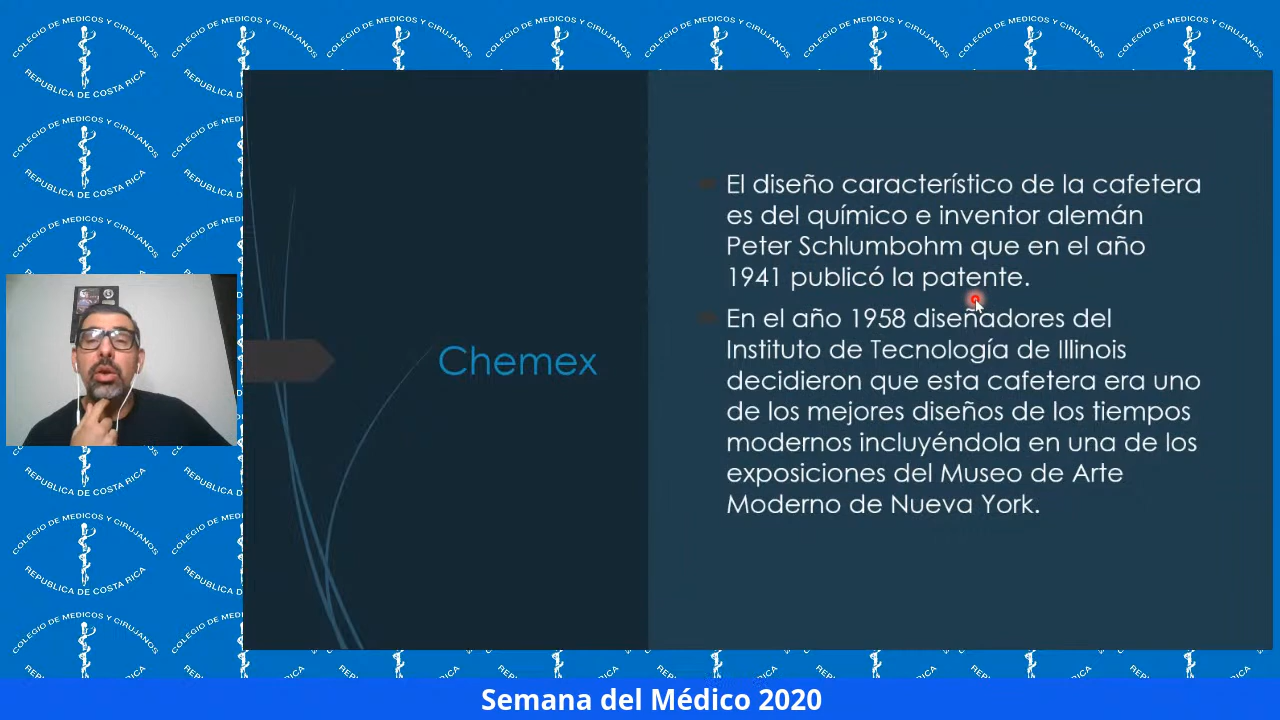 COLEGIO DE MEDICOS Y CIRUJANOS
REPUBLICA DE COSTA RICA
Chemex
El diseño característico de la cafetera
es del químico e inventor alemán
Peter Schlumbohm que en el año
1941 publicó la patente.
En el año 1958 diseñadores del
Instituto de Tecnología de Illinois
decidieron que esta cafetera era uno
de los mejores diseños de los tiempos
modernos incluyéndola en una de los
exposiciones del Museo de Arte
Moderno de Nueva York.
Semana del Médico 2020